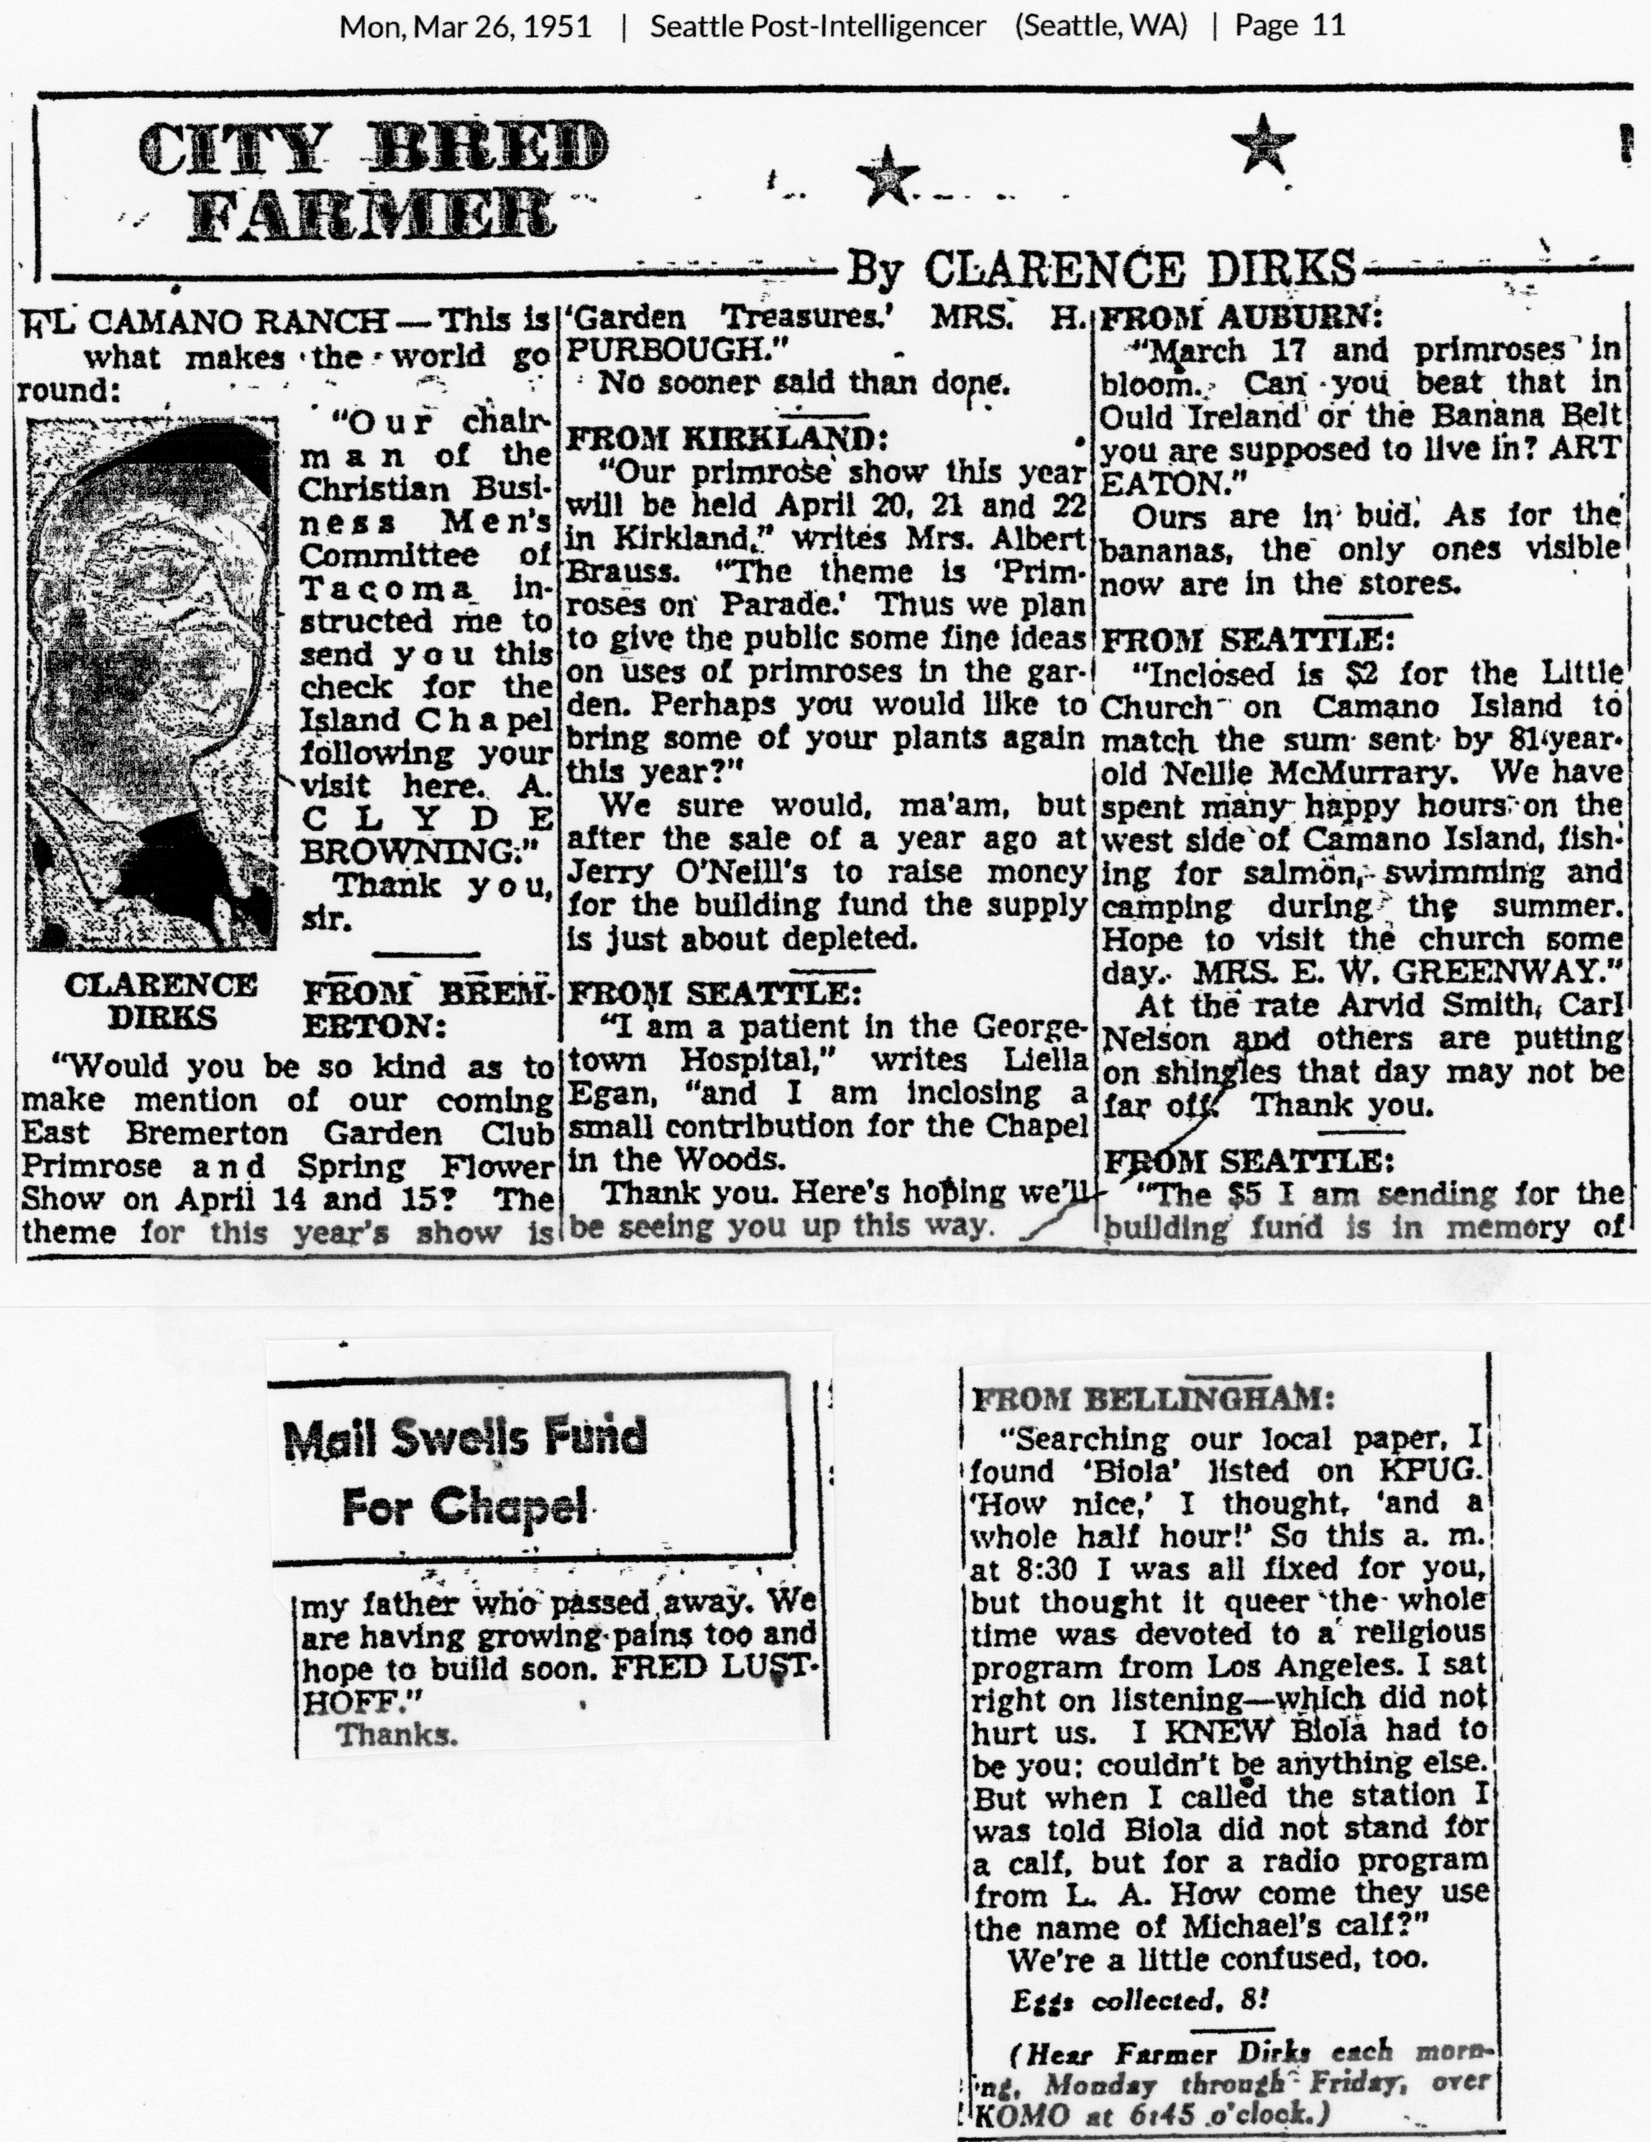 Mon, Mar 26, 1951 | Seattle Post-Intelligencer (Seattle, WA) | Page 11
CITY BRED
FARMER
By CLARENCE DIRKS
EL CAMANO RANCH — This is
what makes the world go
round:
"Our chair-
man of the
Christian Busi-
ness Men's
Committee of
Tacoma in-
structed me to
send you this
check for the
Island Chapel
following your
visit here. A.
CLYDE
BROWNING."
Thank you,
sir.
CLARENCE
DIRKS
FROM BREM-
ERTON:
"Would you be so kind as to
make mention of our coming
East Bremerton Garden Club
Primrose and Spring Flower
Show on April 14 and 15? The
theme for this year's show is
'Garden Treasures.' MRS. H.
PURBOUGH."
No sooner said than done.
FROM KIRKLAND:
"Our primrose show this year
will be held April 20, 21 and 22
in Kirkland," writes Mrs. Albert
Brauss. "The theme is 'Prim-
roses on Parade.' Thus we plan
to give the public some fine ideas
on uses of primroses in the gar-
den. Perhaps you would like to
bring some of your plants again
this year?"
We sure would, ma'am, but
after the sale of a year ago at
Jerry O'Neill's to raise money
for the building fund the supply
is just about depleted.
FROM SEATTLE:
"I am a patient in the George-
town Hospital," writes Liella
Egan, "and I am inclosing a
small contribution for the Chapel
in the Woods.
Thank you. Here's hoping we'll
be seeing you up this way.
FROM AUBURN:
"March 17 and primroses in
bloom. Can you beat that in
Ould Ireland or the Banana Belt
you are supposed to live in? ART
EATON."
Ours are in bud. As for the
bananas, the only ones visible
now are in the stores.
FROM SEATTLE:
"Inclosed is $2 for the Little
Church on Camano Island to
match the sum sent by 81-year-
old Nellie McMurrary. We have
spent many happy hours on the
west side of Camano Island, fish-
ing for salmon, swimming and
camping during the summer.
Hope to visit the church some
day. MRS. E. W. GREENWAY."
At the rate Arvid Smith, Carl
Nelson and others are putting
on shingles that day may not be
far off. Thank you.
FROM SEATTLE:
"The $5 I am sending for the
building fund is in memory of
Mail Swells Fund
For Chapel
my father who passed away. We
are having growing pains too and
hope to build soon. FRED LUST-
HOFF."
Thanks.
FROM BELLINGHAM:
"Searching our local paper, I
found 'Biola' listed on KPUG.
'How nice,' I thought, 'and a
whole half hour!' So this a. m.
at 8:30 I was all fixed for you,
but thought it queer the whole
time was devoted to a religious
program from Los Angeles. I sat
right on listening—which did not
hurt us. I KNEW Biola had to
be you; couldn't be anything else.
But when I called the station I
was told Biola did not stand for
a calf, but for a radio program
from L. A. How come they use
the name of Michael's calf?"
We're a little confused, too.
Eggs collected, 8!
(Hear Farmer Dirks each morn-
ing, Monday through Friday, over
KOMO at 6:45 o'clock.)